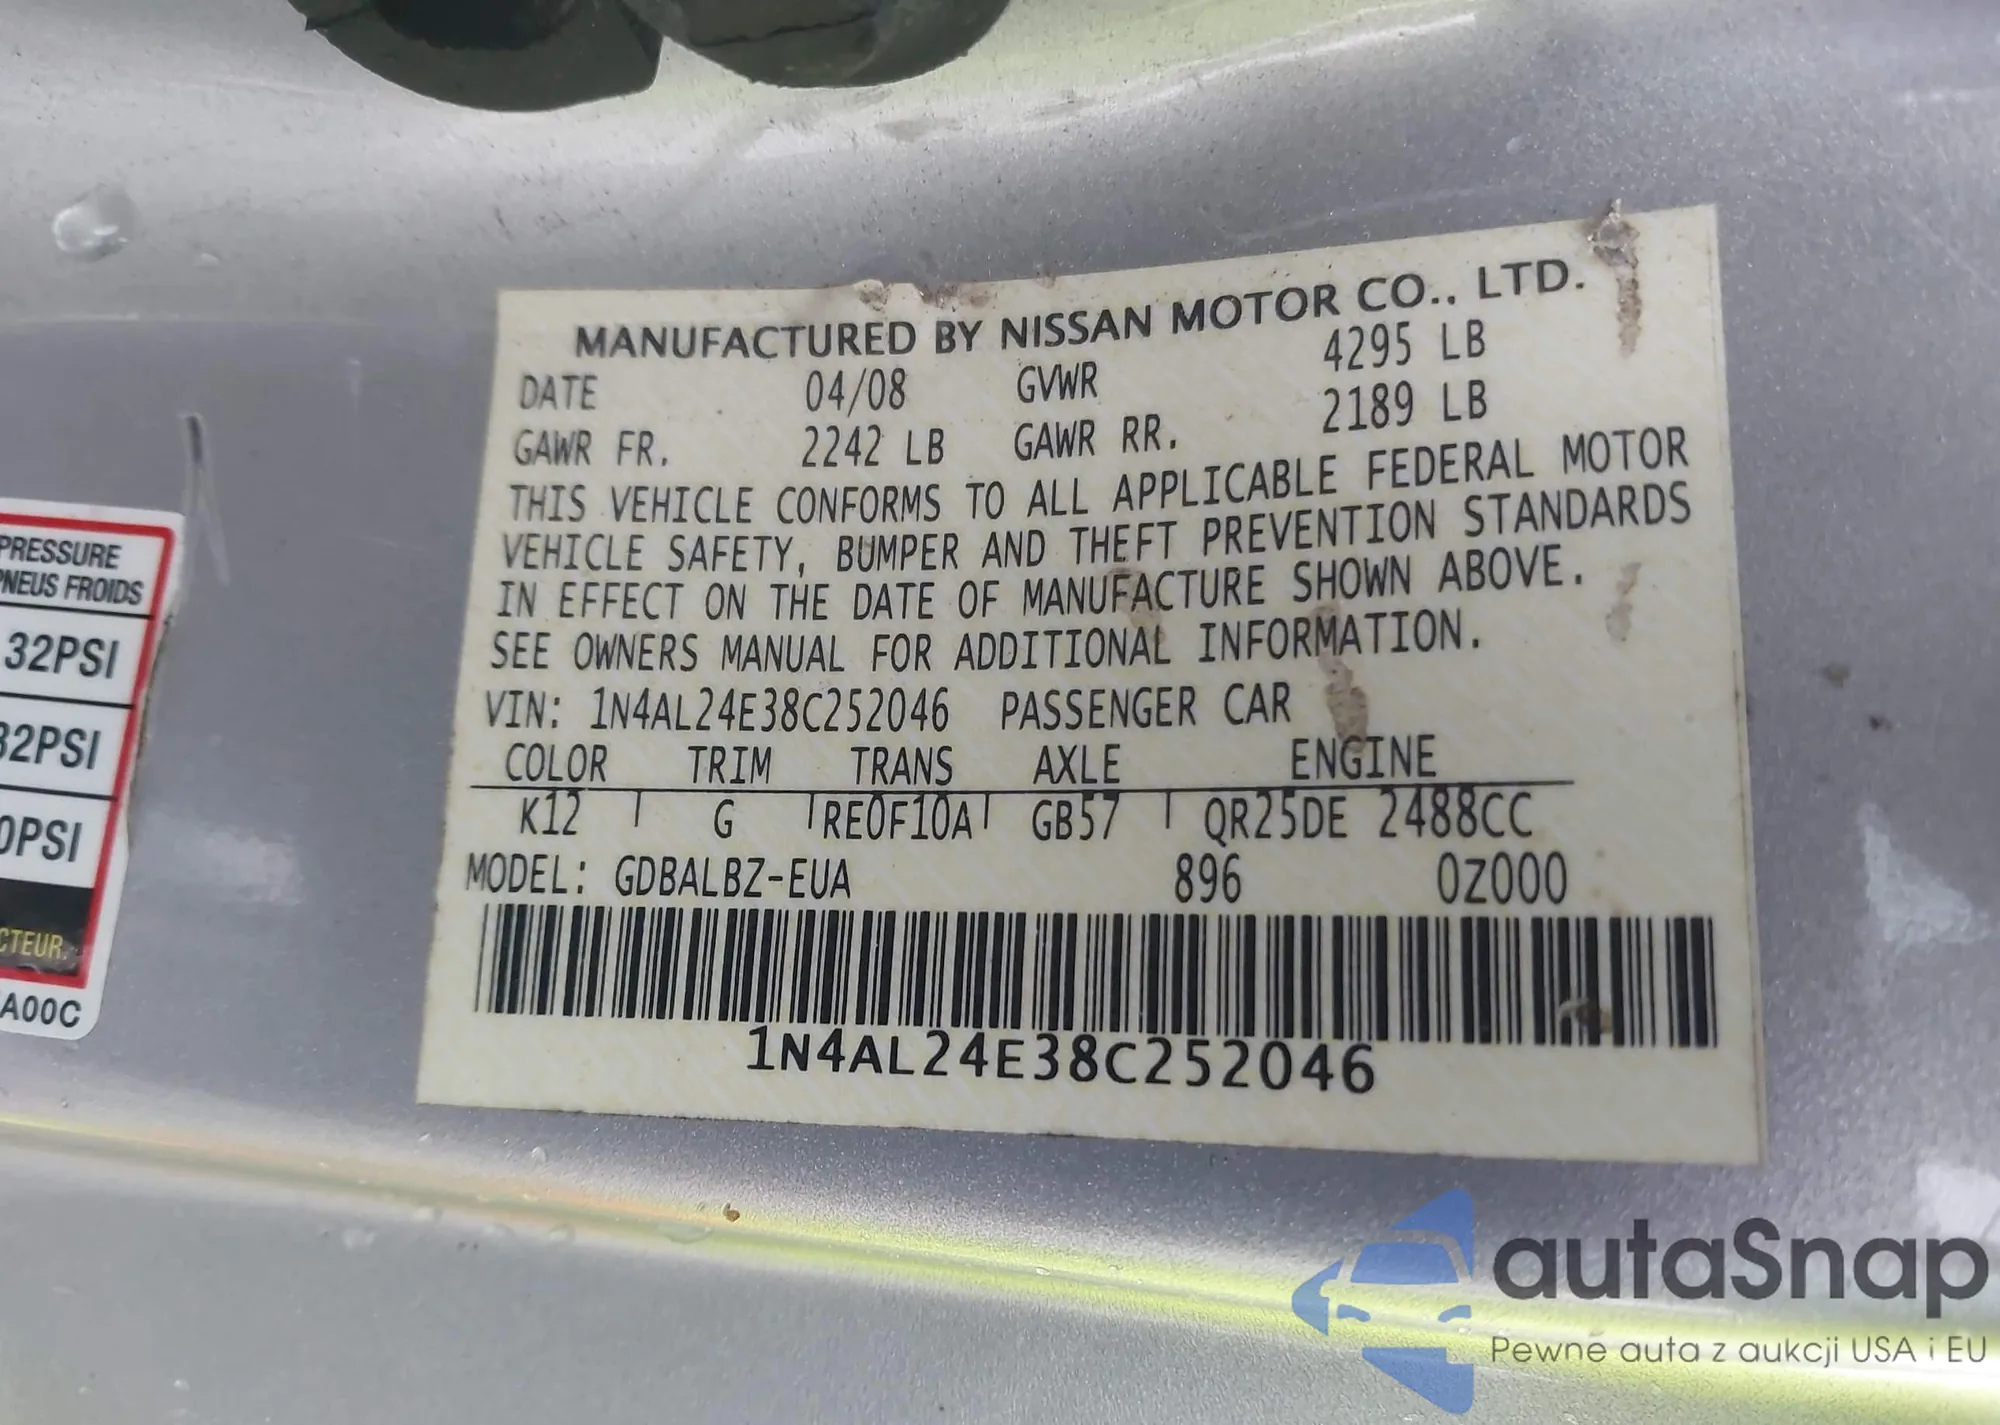 MANUFACTURED BY NISSAN MOTOR CO., LTD.
DATE 04/08 GVWR 4295 LB
GAWR FR. 2242 LB GAWR RR. 2189 LB
THIS VEHICLE CONFORMS TO ALL APPLICABLE FEDERAL MOTOR
VEHICLE SAFETY, BUMPER AND THEFT PREVENTION STANDARDS
IN EFFECT ON THE DATE OF MANUFACTURE SHOWN ABOVE.
SEE OWNERS MANUAL FOR ADDITIONAL INFORMATION.
VIN: 1N4AL24E38C252046 PASSENGER CAR
COLOR TRIM TRANS AXLE ENGINE
K12 G RE0F10A GB57 QR25DE 2488CC
MODEL: GDBALBZ-EUA 896 0Z000
1N4AL24E38C252046
PRESSURE
PNEUS FROIDS
32PSI
32PSI
0PSI
CTEUR.
A00C
autaSnap
Pewne auta z aukcji USA i EU